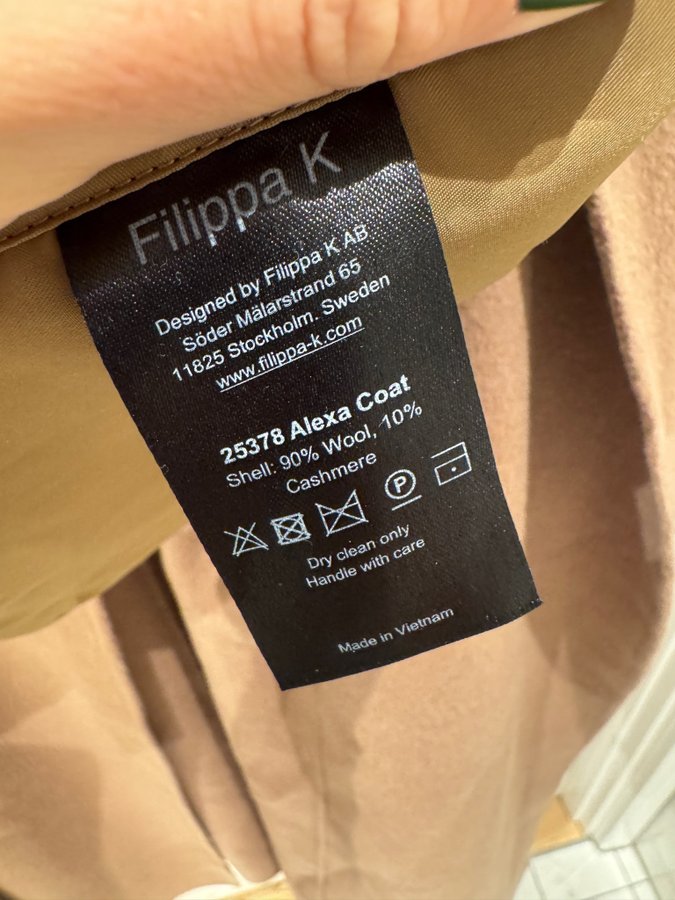 Filippa K
Designed by Filippa K AB
Söder Mälarstrand 65
11825 Stockholm. Sweden
www.filippa-k.com
25378 Alexa Coat
Shell: 90% Wool, 10%
Cashmere
P
Dry clean only
Handle with care
Made in Vietnam